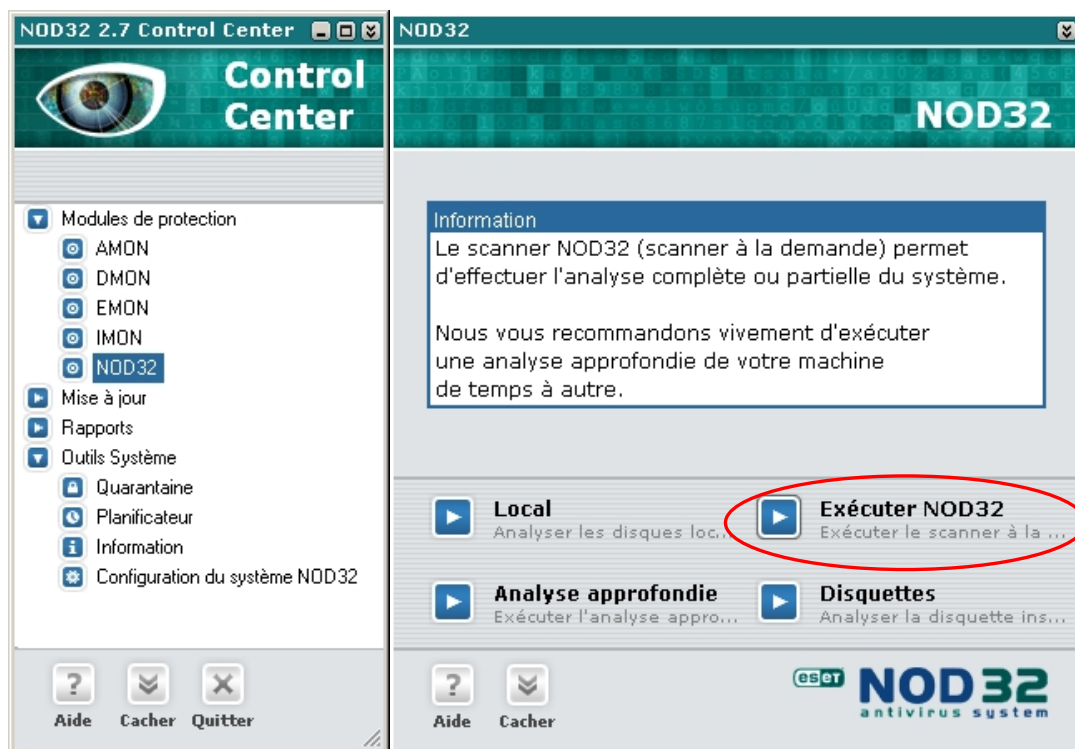 NOD32 2.7 Control Center
Control
Center
Modules de protection
AMON
DMON
EMON
IMON
NOD32
Mise à jour
Rapports
Outils Système
Quarantaine
Planificateur
Information
Configuration du système NOD32
Aide
Cacher
Quitter
NOD32
NOD32
Information
Le scanner NOD32 (scanner à la demande) permet
d'effectuer l'analyse complète ou partielle du système.
Nous vous recommandons vivement d'exécuter
une analyse approfondie de votre machine
de temps à autre.
Local
Analyser les disques loc...
Exécuter NOD32
Exécuter le scanner à la ...
Analyse approfondie
Exécuter l'analyse appro...
Disquettes
Analyser la disquette ins...
Aide
Cacher
eset NOD32
antivirus system